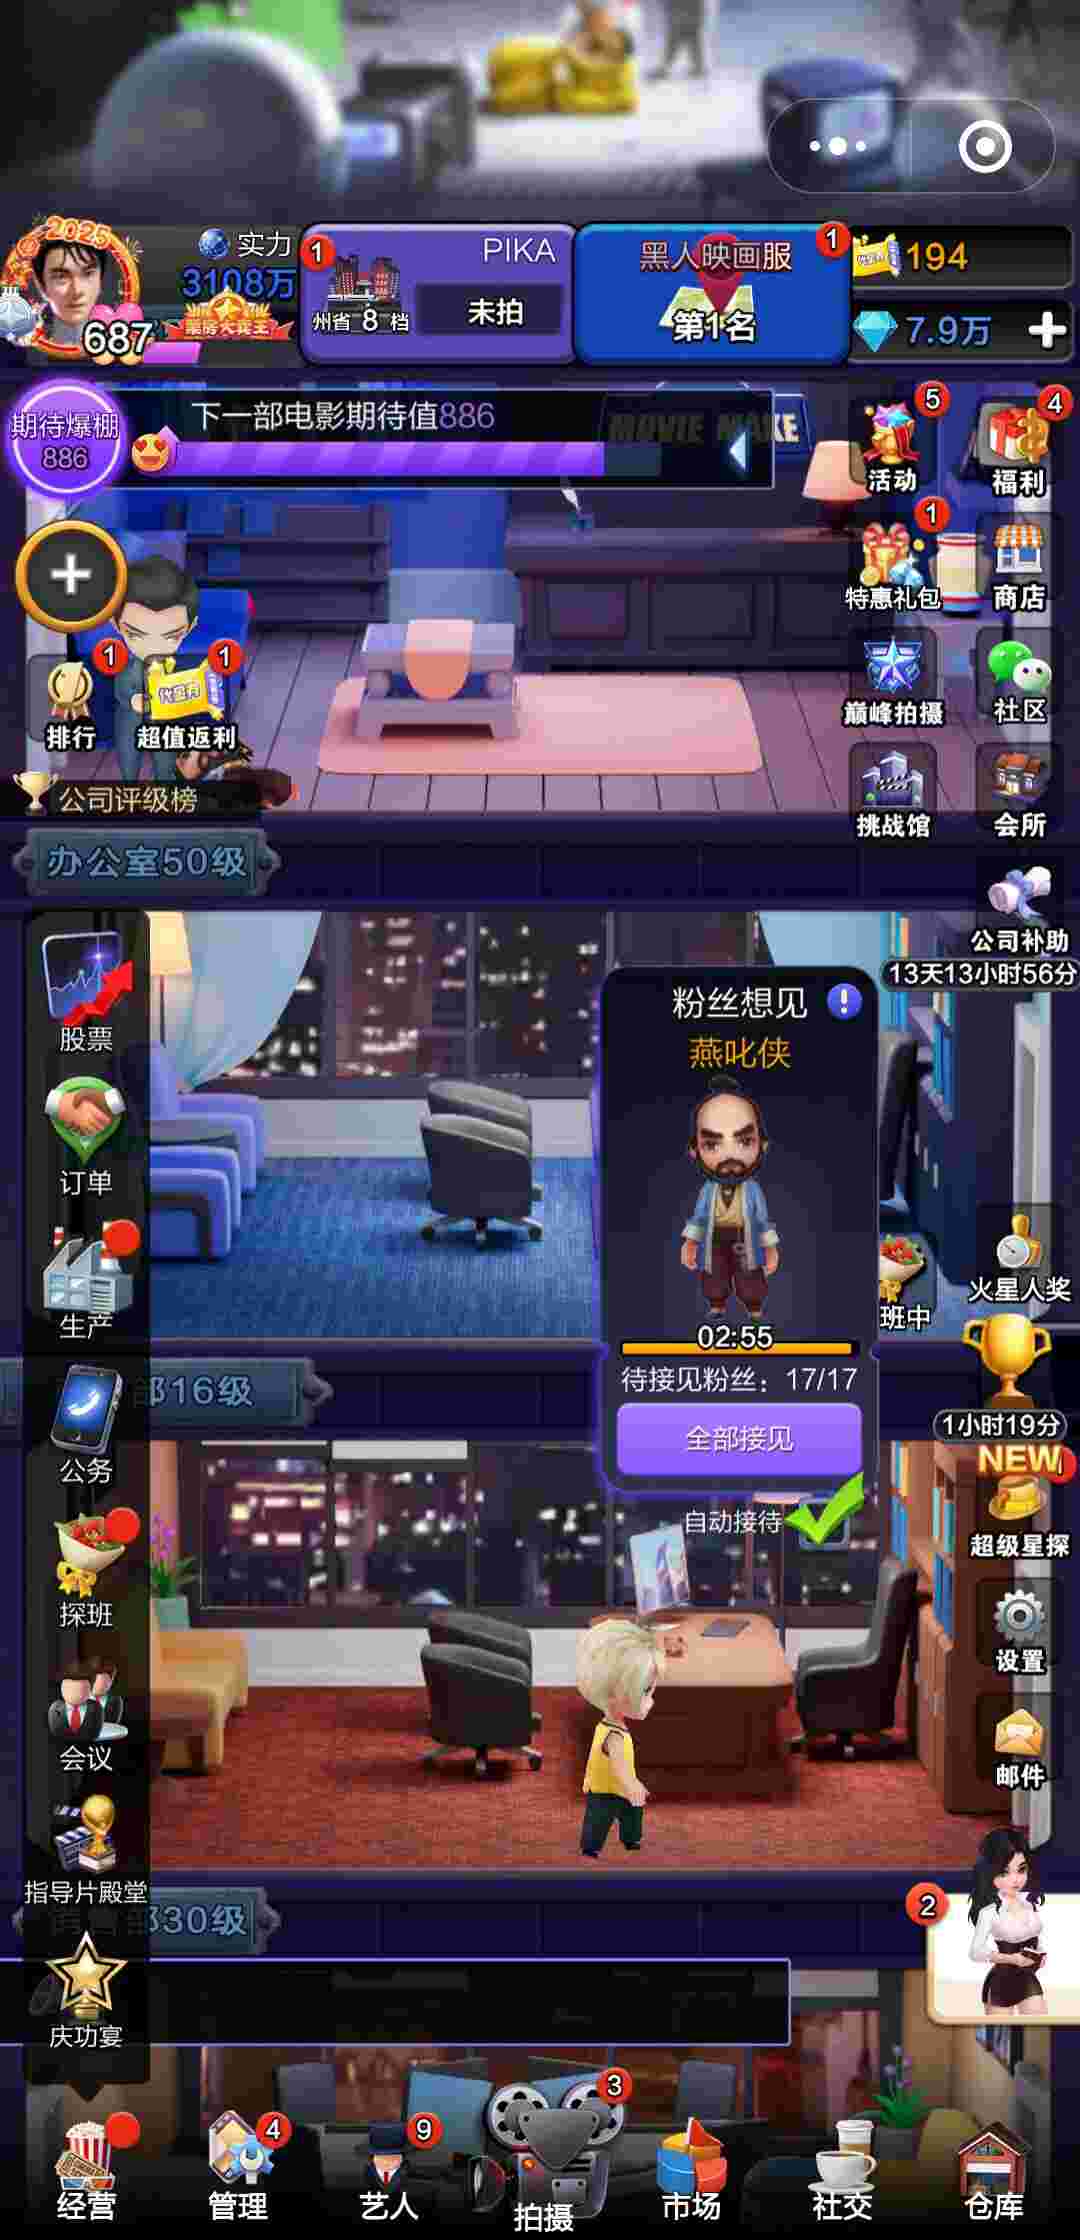 2025
实力
3108万
687
票房大赛王
1
PIKA
州省 8 档
未拍
1
黑人映画服
第1名
代金券
194
7.9万
期待爆棚
886
下一部电影期待值886
MOVIE MAKE
5
活动
4
福利
1
特惠礼包
商店
1
排行
1
代金券
超值返利
巅峰拍摄
社区
公司评级榜
挑战馆
会所
办公室50级
公司补助
13天13小时56分
股票
粉丝想见
燕叱侠
订单
02:55
班中
火星人奖
生产
待接见粉丝：17/17
全部接见
部16级
1小时19分
NEW
公务
自动接待
超级星探
探班
设置
会议
邮件
指导片殿堂
部30级
2
庆功宴
经营
4
管理
9
艺人
3
拍摄
市场
社交
仓库